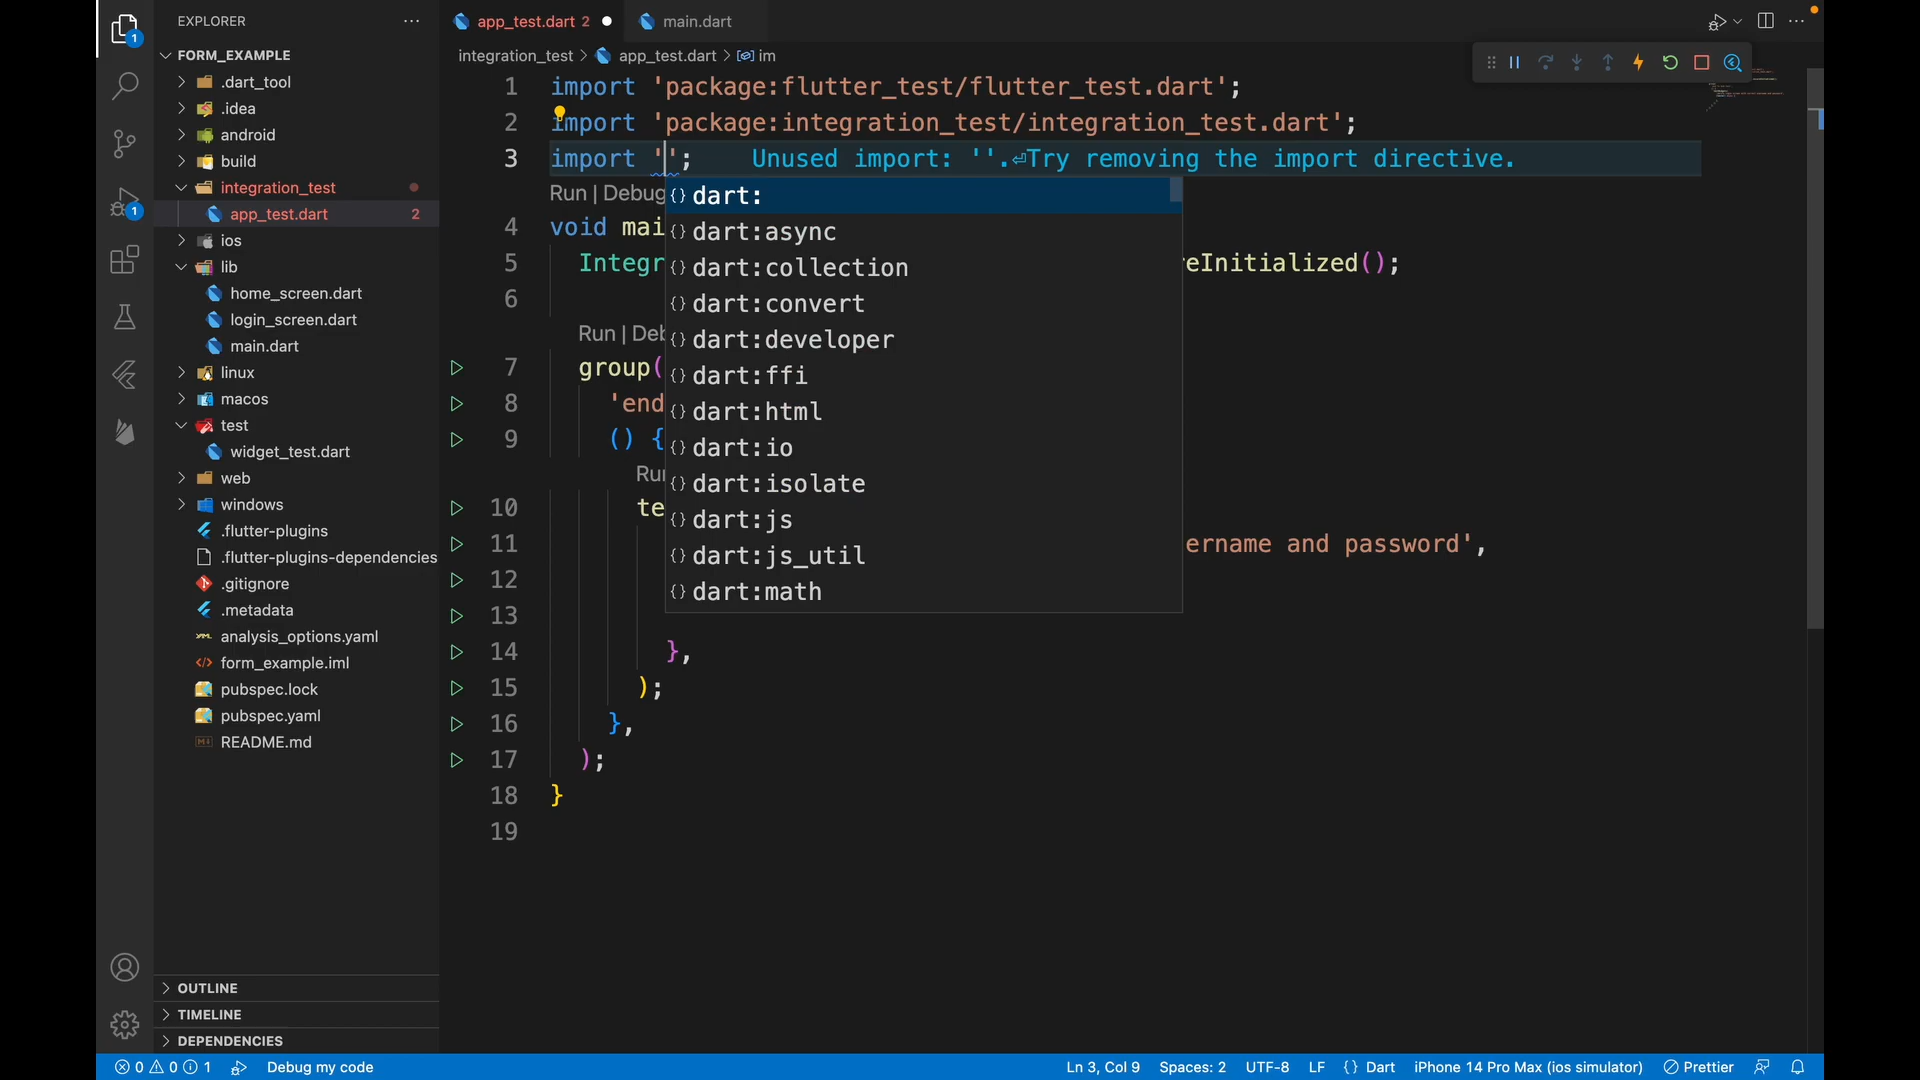 EXPLORER
FORM_EXAMPLE
.dart_tool
.idea
android
build
integration_test
app_test.dart 2
ios
lib
home_screen.dart
login_screen.dart
main.dart
linux
macos
test
widget_test.dart
web
windows
.flutter-plugins
.flutter-plugins-dependencies
.gitignore
.metadata
analysis_options.yaml
form_example.iml
pubspec.lock
pubspec.yaml
README.md
OUTLINE
TIMELINE
DEPENDENCIES
1
1
app_test.dart 2
main.dart
integration_test > app_test.dart > im
1 import 'package:flutter_test/flutter_test.dart';
2 import 'package:integration_test/integration_test.dart';
3 import ''; Unused import: ''.⏎Try removing the import directive.
Run | Debug
4 void mai
5 Integr eInitialized();
6
Run | Deb
7 group(
8 'end
9 () {
Run
10 te
11 ername and password',
12
13
14 },
15 );
16 },
17 );
18 }
19
dart:
dart:async
dart:collection
dart:convert
dart:developer
dart:ffi
dart:html
dart:io
dart:isolate
dart:js
dart:js_util
dart:math
0 0 1 Debug my code Ln 3, Col 9 Spaces: 2 UTF-8 LF {} Dart iPhone 14 Pro Max (ios simulator) Prettier